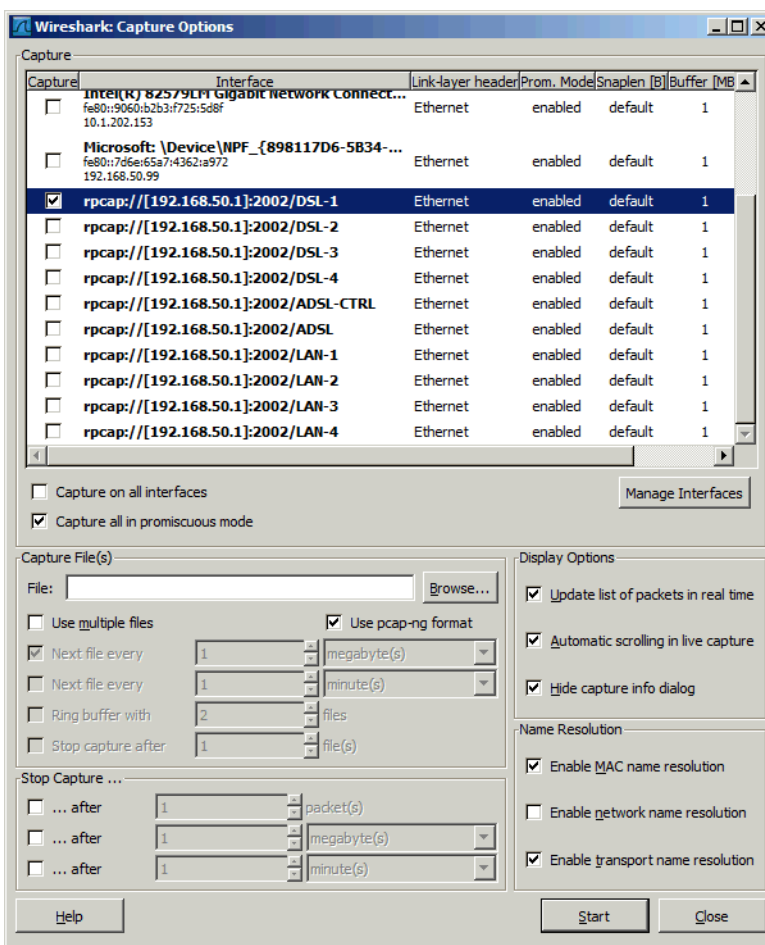 Wireshark: Capture Options
Capture
Capture Interface Link-layer header Prom. Mode Snaplen [B] Buffer [MB
Intel(R) 82579LM Gigabit Network Connect...
fe80::9060:b2b3:f725:5d8f Ethernet enabled default 1
10.1.202.153
Microsoft: \Device\NPF_{898117D6-5B34-...
fe80::7d6e:65a7:4362:a972 Ethernet enabled default 1
192.168.50.99
rpcap://[192.168.50.1]:2002/DSL-1 Ethernet enabled default 1
rpcap://[192.168.50.1]:2002/DSL-2 Ethernet enabled default 1
rpcap://[192.168.50.1]:2002/DSL-3 Ethernet enabled default 1
rpcap://[192.168.50.1]:2002/DSL-4 Ethernet enabled default 1
rpcap://[192.168.50.1]:2002/ADSL-CTRL Ethernet enabled default 1
rpcap://[192.168.50.1]:2002/ADSL Ethernet enabled default 1
rpcap://[192.168.50.1]:2002/LAN-1 Ethernet enabled default 1
rpcap://[192.168.50.1]:2002/LAN-2 Ethernet enabled default 1
rpcap://[192.168.50.1]:2002/LAN-3 Ethernet enabled default 1
rpcap://[192.168.50.1]:2002/LAN-4 Ethernet enabled default 1
Capture on all interfaces
Manage Interfaces
Capture all in promiscuous mode
Capture File(s)
File: Browse...
Use multiple files Use pcap-ng format
Next file every 1 megabyte(s)
Next file every 1 minute(s)
Ring buffer with 2 files
Stop capture after 1 file(s)
Stop Capture ...
... after 1 packet(s)
... after 1 megabyte(s)
... after 1 minute(s)
Display Options
Update list of packets in real time
Automatic scrolling in live capture
Hide capture info dialog
Name Resolution
Enable MAC name resolution
Enable network name resolution
Enable transport name resolution
Help Start Close